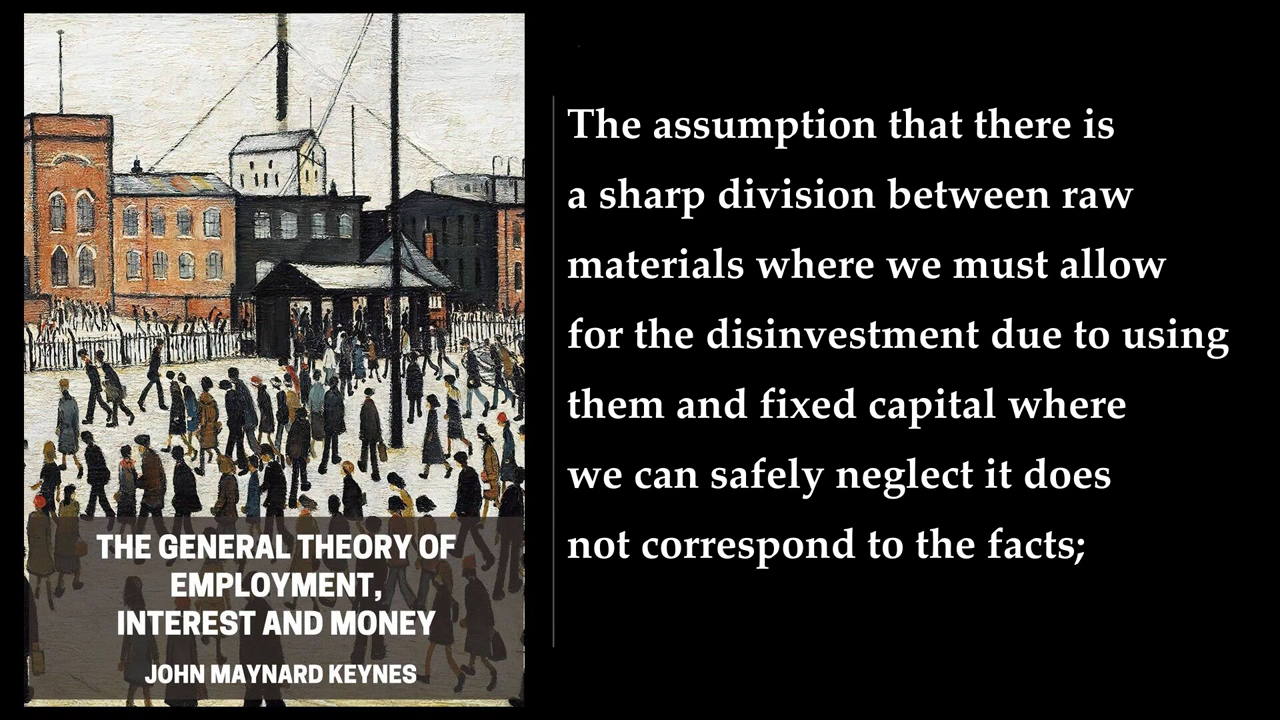 THE GENERAL THEORY OF
EMPLOYMENT,
INTEREST AND MONEY
JOHN MAYNARD KEYNES
The assumption that there is
a sharp division between raw
materials where we must allow
for the disinvestment due to using
them and fixed capital where
we can safely neglect it does
not correspond to the facts;